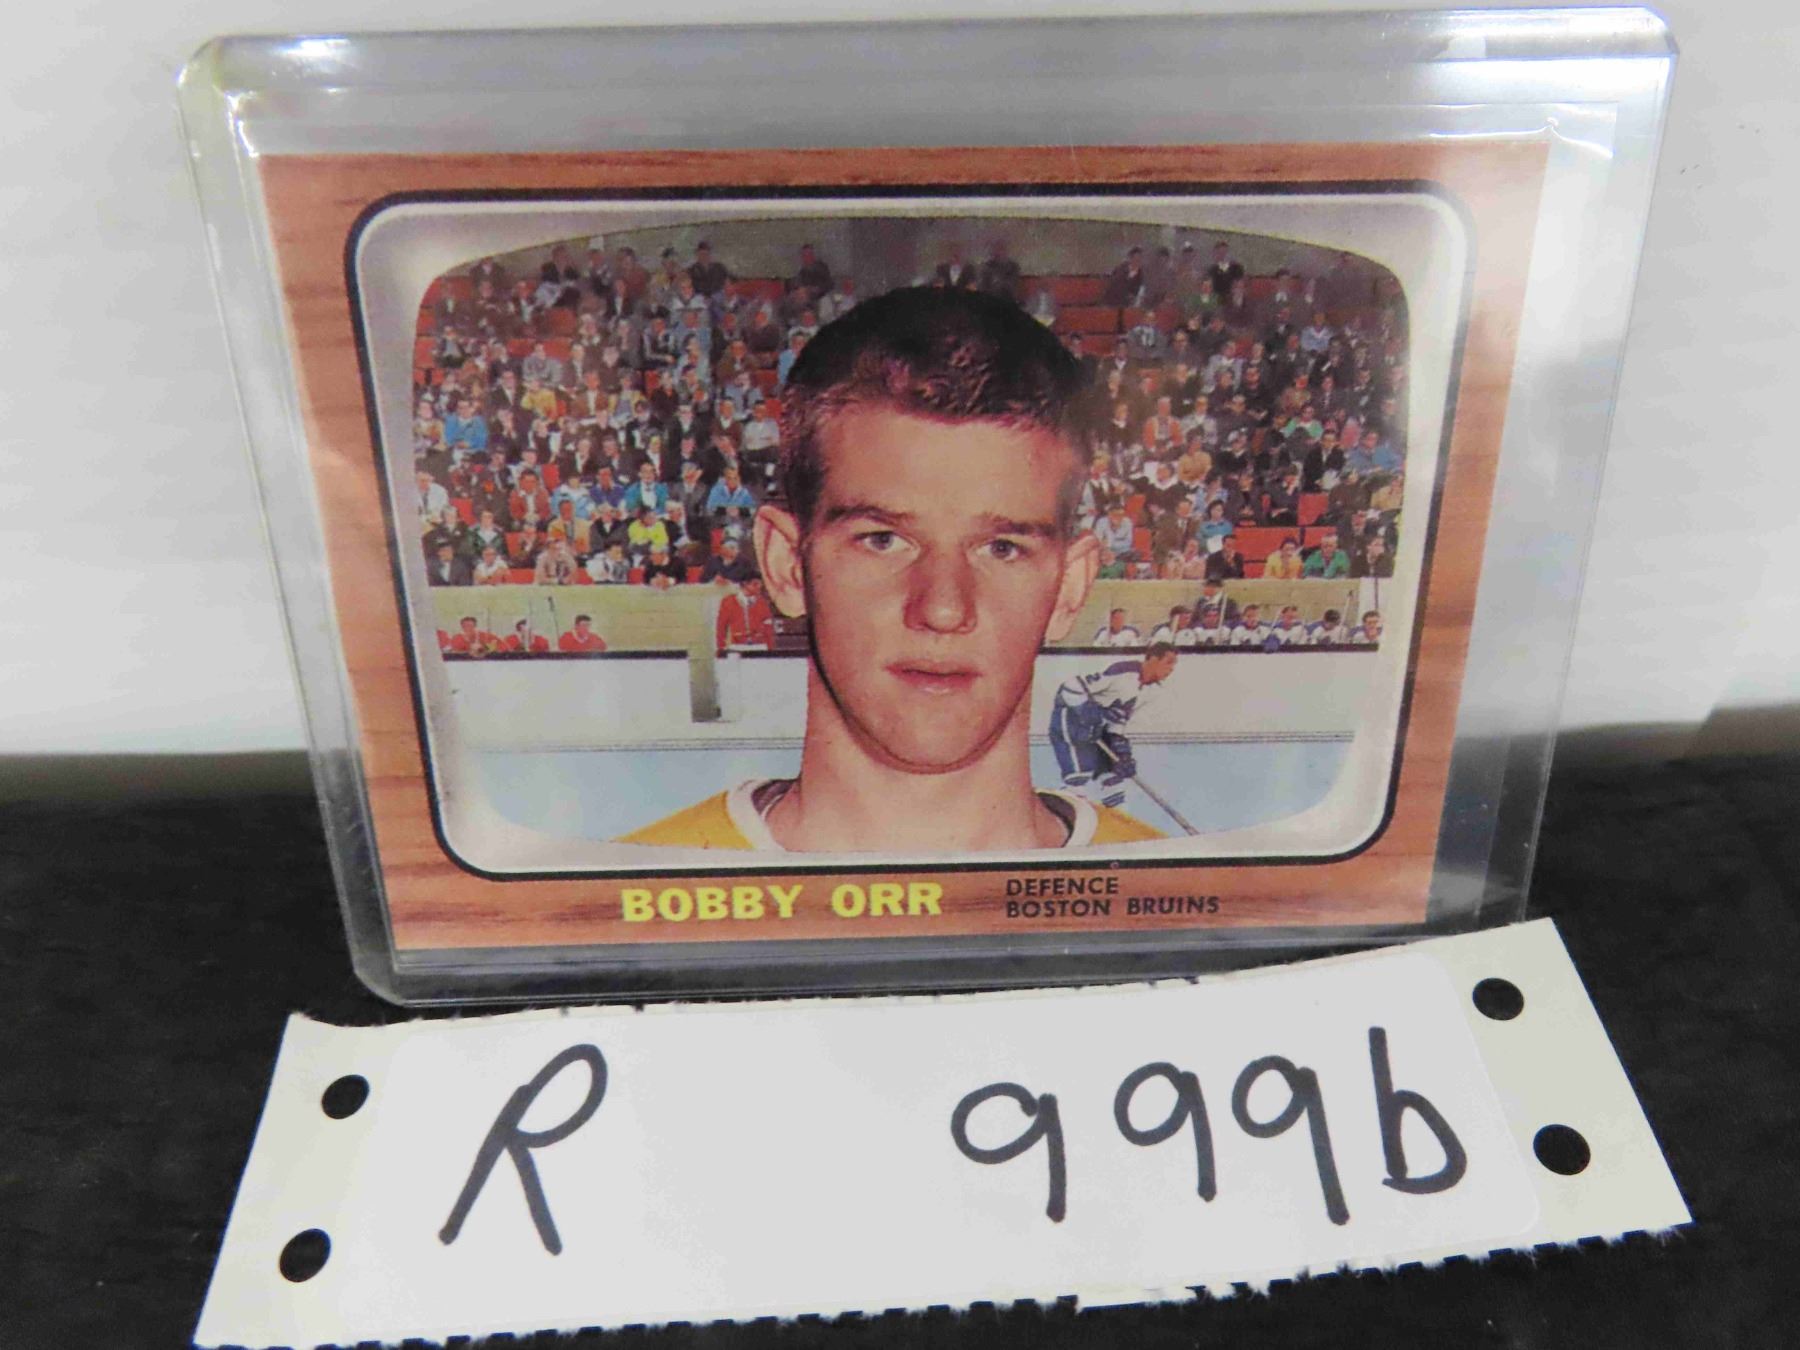 BOBBY ORR
DEFENCE
BOSTON BRUINS
R 999b